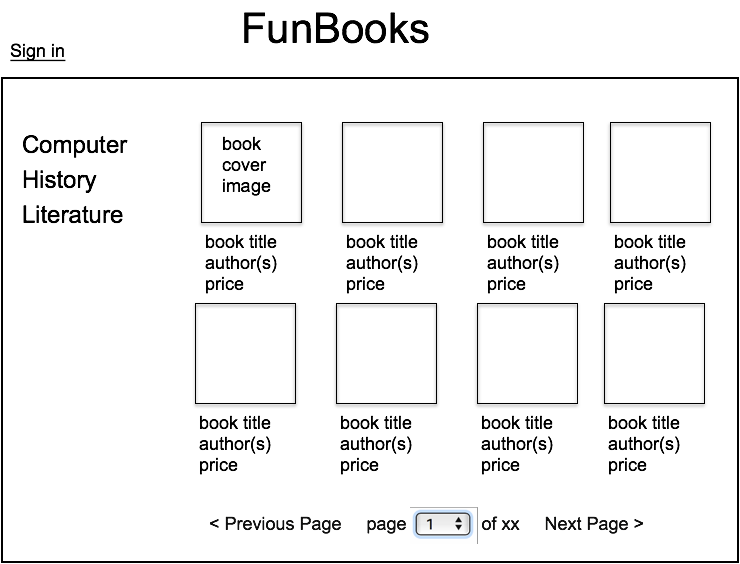 FunBooks
Sign in
Computer
History
Literature
book
cover
image
book title
author(s)
price
book title
author(s)
price
book title
author(s)
price
book title
author(s)
price
book title
author(s)
price
book title
author(s)
price
book title
author(s)
price
book title
author(s)
price
< Previous Page page 1 of xx Next Page >